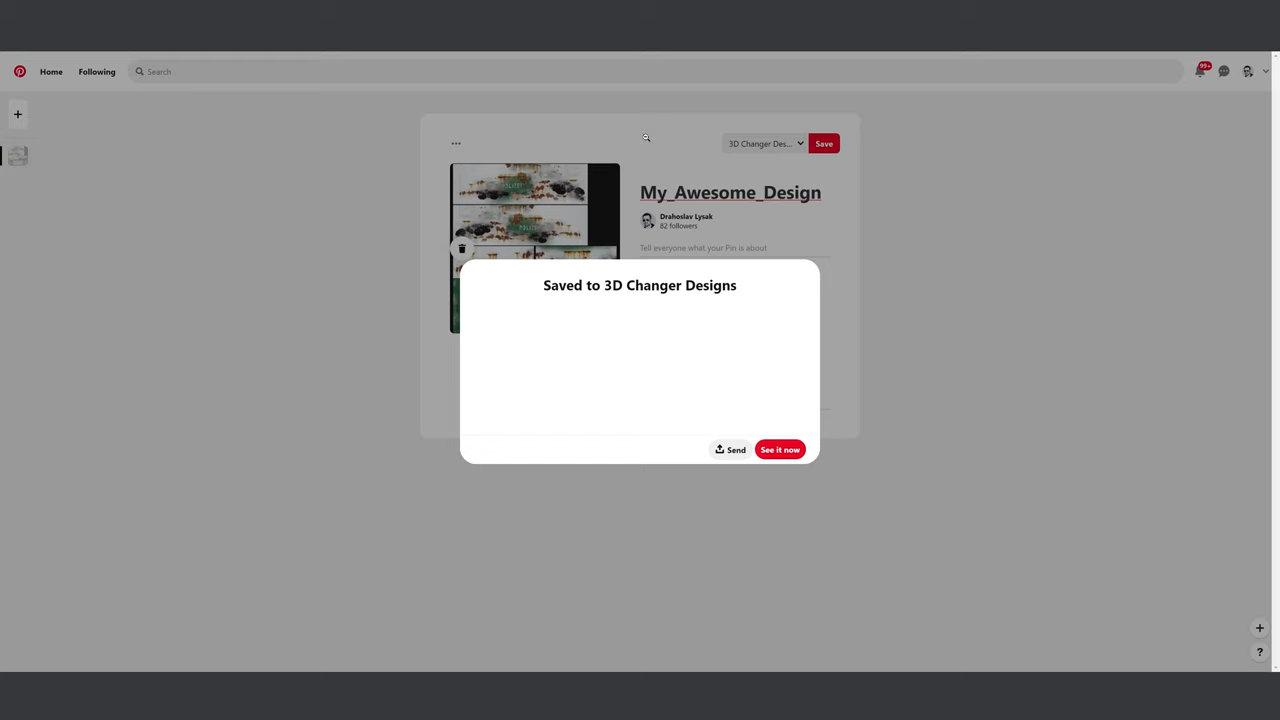 Home
Following
Search
99+
3D Changer Des...
Save
My_Awesome_Design
Drahoslav Lysak
82 followers
Tell everyone what your Pin is about
Saved to 3D Changer Designs
Send
See it now